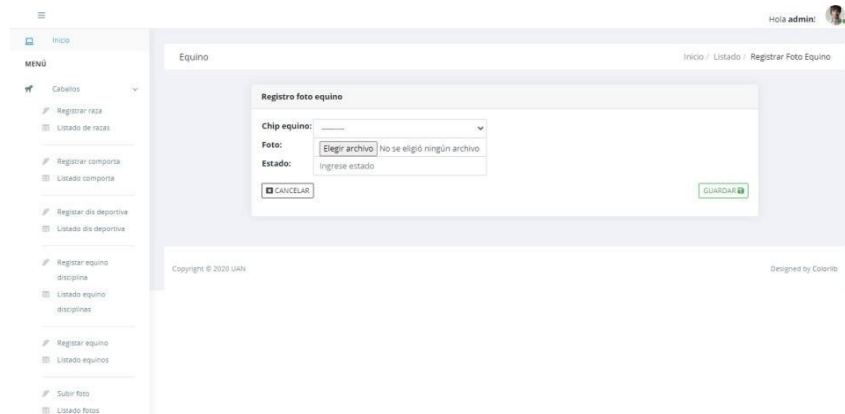 Hola admin!
Inicio
MENÚ
Caballos
Registrar raza
Listado de razas
Registrar comporta
Listado comporta
Registar dis deportiva
Listado dis deportiva
Registar equino
disciplina
Listado equino
disciplinas
Registar equino
Listado equinos
Subir foto
Listado fotos
Equino
Inicio / Listado / Registrar Foto Equino
Registro foto equino
Chip equino: ---------
Foto: Elegir archivo No se eligió ningún archivo
Estado: Ingrese estado
CANCELAR GUARDAR
Copyright © 2020 UAN Designed by Colorlib